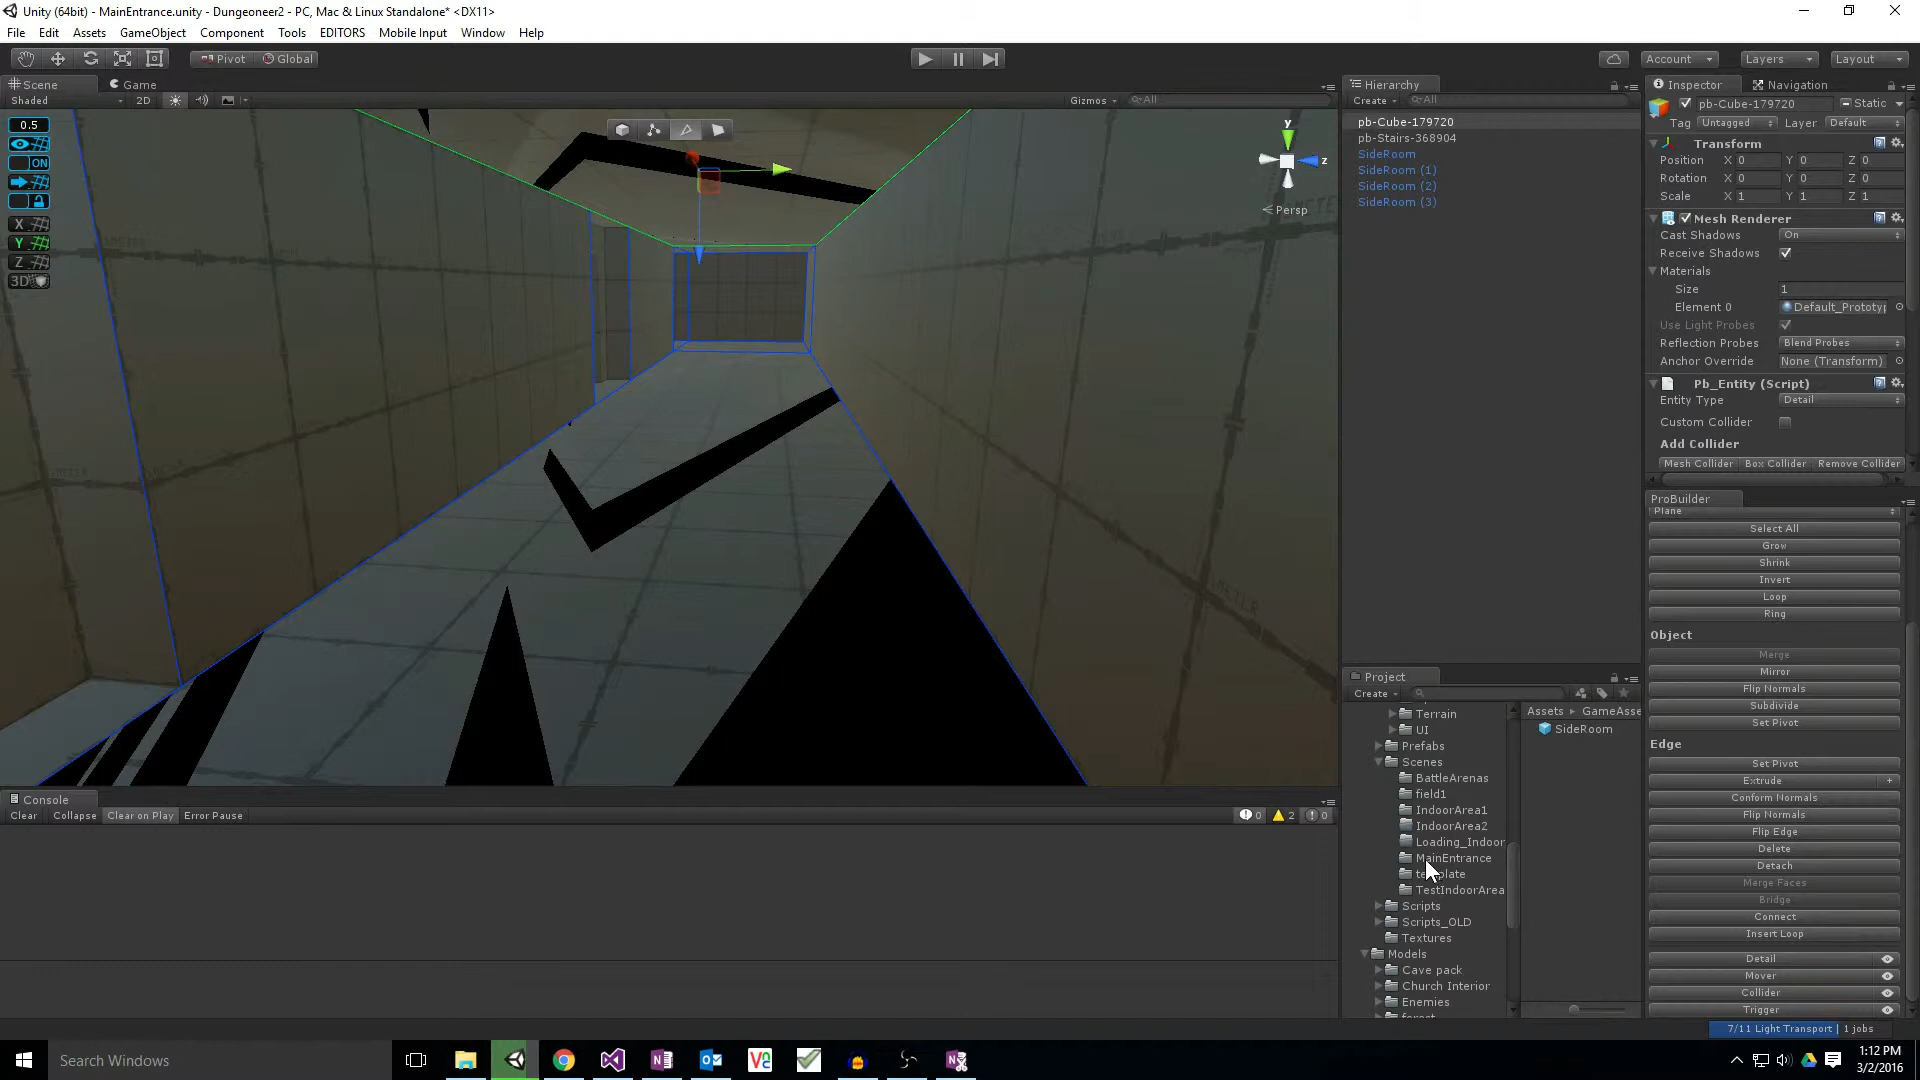 Unity (64bit) - MainEntrance.unity - Dungeoneer2 - PC, Mac & Linux Standalone* <DX11>
File Edit Assets GameObject Component Tools EDITORS Mobile Input Window Help
Pivot Global Account Layers Layout
Scene Game
Shaded 2D Gizmos All
0.5
ON
X
Y
Z
3D
y
z
Persp
Hierarchy
Create All
pb-Cube-179720
pb-Stairs-368904
SideRoom
SideRoom (1)
SideRoom (2)
SideRoom (3)
Inspector Navigation
pb-Cube-179720 Static
Tag Untagged Layer Default
Transform
Position X 0 Y 0 Z 0
Rotation X 0 Y 0 Z 0
Scale X 1 Y 1 Z 1
Mesh Renderer
Cast Shadows On
Receive Shadows
Materials
Size 1
Element 0 Default_Prototy
Use Light Probes
Reflection Probes Blend Probes
Anchor Override None (Transform)
Pb_Entity (Script)
Entity Type Detail
Custom Collider
Add Collider
Mesh Collider Box Collider Remove Collider
ProBuilder
Plane
Select All
Grow
Shrink
Invert
Loop
Ring
Object
Merge
Mirror
Flip Normals
Subdivide
Set Pivot
Edge
Set Pivot
Extrude +
Conform Normals
Flip Normals
Flip Edge
Delete
Detach
Merge Faces
Bridge
Connect
Insert Loop
Detail
Mover
Collider
Trigger
Project
Create
Terrain
UI
Prefabs
Scenes
BattleArenas
field1
IndoorArea1
IndoorArea2
Loading_Indoor
MainEntrance
template
TestIndoorArea
Scripts
Scripts_OLD
Textures
Models
Cave pack
Church Interior
Enemies
forest
Assets GameAsse
SideRoom
Console
Clear Collapse Clear on Play Error Pause 0 2 0
7/11 Light Transport | 1 jobs
Search Windows
1:12 PM
3/2/2016